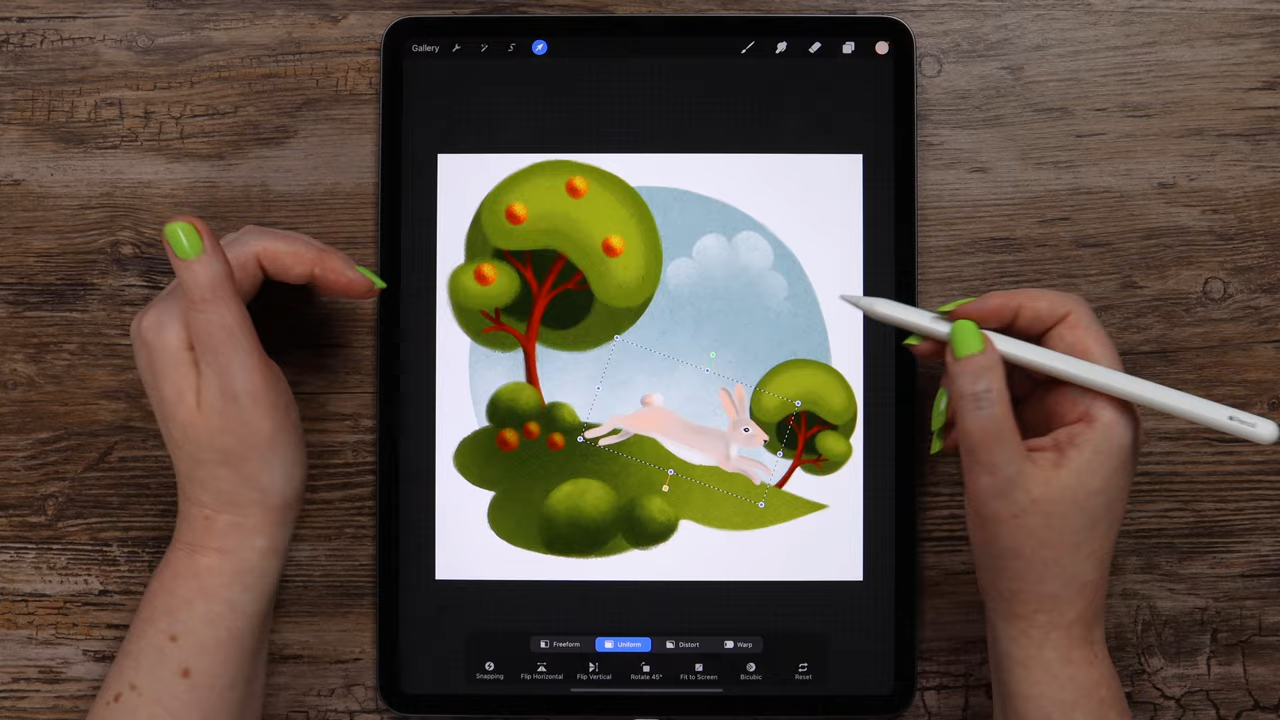 Gallery
Freeform Uniform Distort Warp
Snapping Flip Horizontal Flip Vertical Rotate 45° Fit to Screen Bicubic Reset